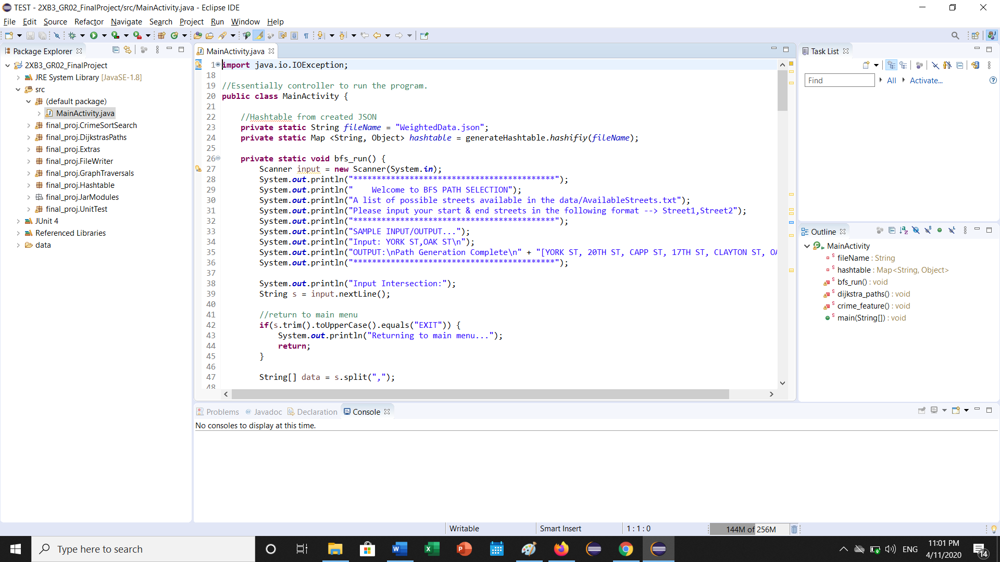 TEST - 2XB3_GR02_FinalProject/src/MainActivity.java - Eclipse IDE
File Edit Source Refactor Navigate Search Project Run Window Help
Package Explorer
2XB3_GR02_FinalProject
JRE System Library [JavaSE-1.8]
src
(default package)
MainActivity.java
final_proj.CrimeSortSearch
final_proj.DijkstrasPaths
final_proj.Extras
final_proj.FileWriter
final_proj.GraphTraversals
final_proj.Hashtable
final_proj.JarModules
final_proj.UnitTest
JUnit 4
Referenced Libraries
data
MainActivity.java
1 import java.io.IOException;
18
19 //Essentially controller to run the program.
20 public class MainActivity {
21
22 //Hashtable from created JSON
23 private static String fileName = "WeightedData.json";
24 private static Map <String, Object> hashtable = generateHashtable.hashifiy(fileName);
25
26 private static void bfs_run() {
27 Scanner input = new Scanner(System.in);
28 System.out.println("*******************************************");
29 System.out.println("    Welcome to BFS PATH SELECTION");
30 System.out.println("A list of possible streets available in the data/AvailableStreets.txt");
31 System.out.println("Please input your start & end streets in the following format --> Street1,Street2");
32 System.out.println("*******************************************");
33 System.out.println("SAMPLE INPUT/OUTPUT...");
34 System.out.println("Input: YORK ST,OAK ST\n");
35 System.out.println("OUTPUT:\nPath Generation Complete\n" + "[YORK ST, 20TH ST, CAPP ST, 17TH ST, CLAYTON ST, OA
36 System.out.println("*******************************************");
37
38 System.out.println("Input Intersection:");
39 String s = input.nextLine();
40
41 //return to main menu
42 if(s.trim().toUpperCase().equals("EXIT")) {
43 System.out.println("Returning to main menu...");
44 return;
45 }
46
47 String[] data = s.split(",");
48
Task List
Find All Activate...
Outline
MainActivity
fileName : String
hashtable : Map<String, Object>
bfs_run() : void
dijkstra_paths() : void
crime_feature() : void
main(String[]) : void
Problems @ Javadoc Declaration Console
No consoles to display at this time.
Writable Smart Insert 1 : 1 : 0 144M of 256M
Type here to search
ENG
11:01 PM
4/11/2020
14